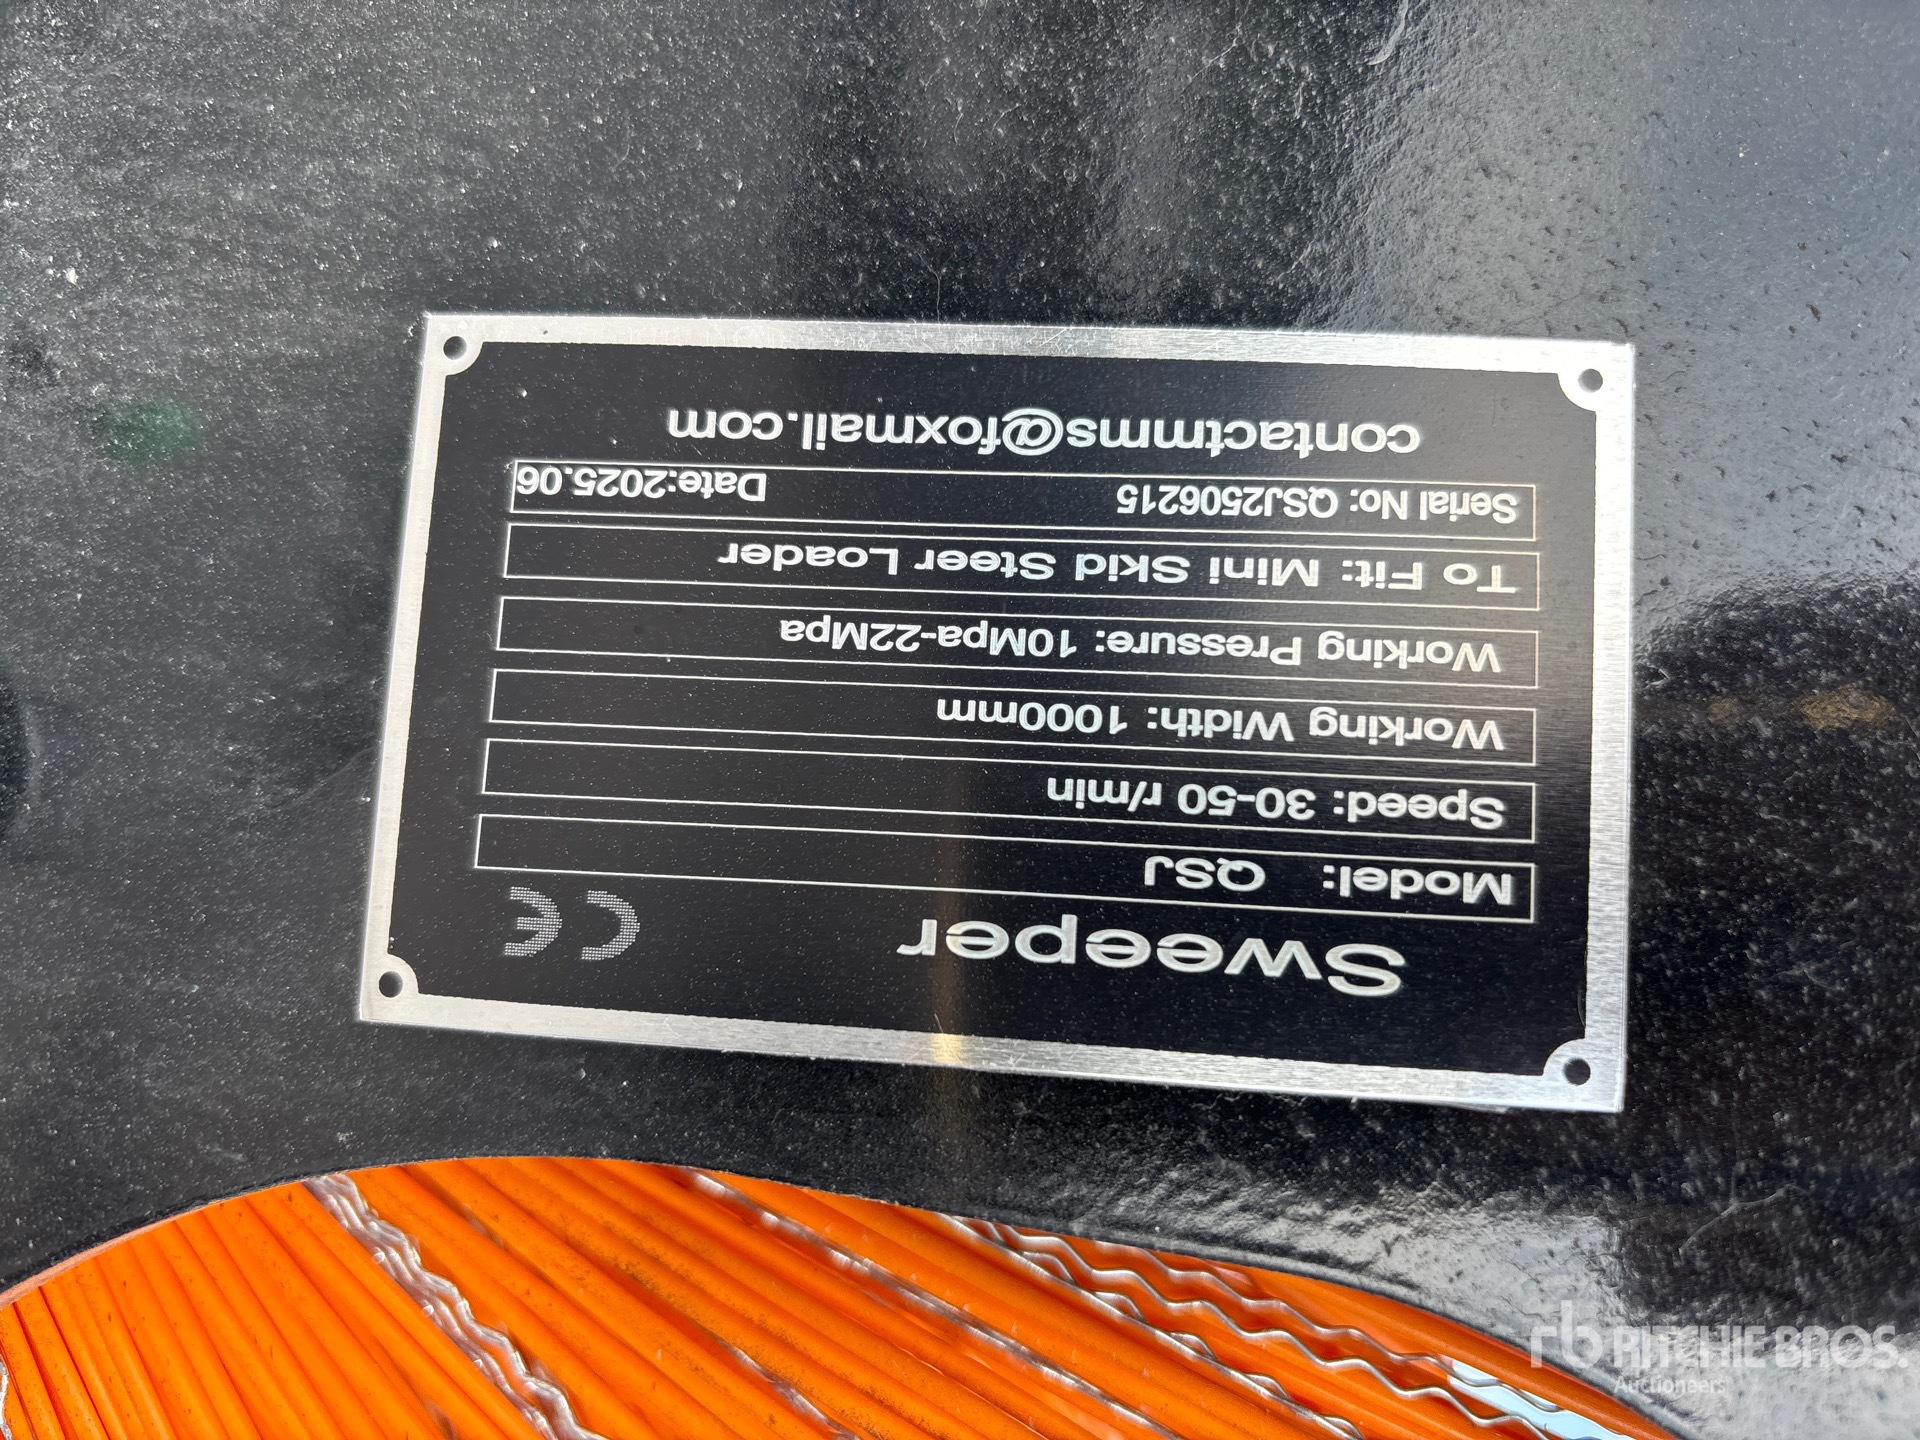 Sweeper CE
Model: QSJ
Speed: 30-50 r/min
Working Width: 1000mm
Working Pressure: 10Mpa-22Mpa
To Fit: Mini Skid Steer Loader
Serial No: QSJ2506215 Date:2025.06
contactmms@foxmail.com
rb RITCHIE BROS.
Auctioneers